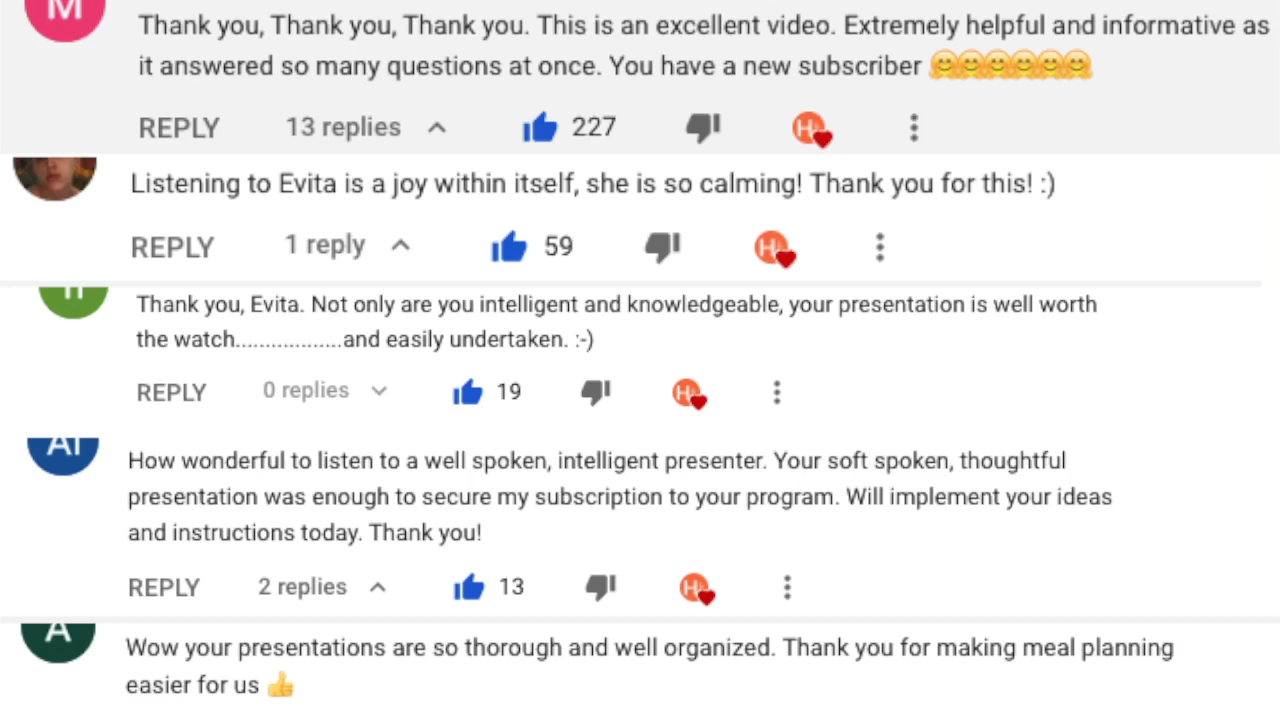 M
Thank you, Thank you, Thank you. This is an excellent video. Extremely helpful and informative as
it answered so many questions at once. You have a new subscriber 🤗🤗🤗🤗🤗🤗
REPLY 13 replies 227
Listening to Evita is a joy within itself, she is so calming! Thank you for this! :)
REPLY 1 reply 59
Thank you, Evita. Not only are you intelligent and knowledgeable, your presentation is well worth
the watch..................and easily undertaken. :-)
REPLY 0 replies 19
How wonderful to listen to a well spoken, intelligent presenter. Your soft spoken, thoughtful
presentation was enough to secure my subscription to your program. Will implement your ideas
and instructions today. Thank you!
REPLY 2 replies 13
A
Wow your presentations are so thorough and well organized. Thank you for making meal planning
easier for us 👍